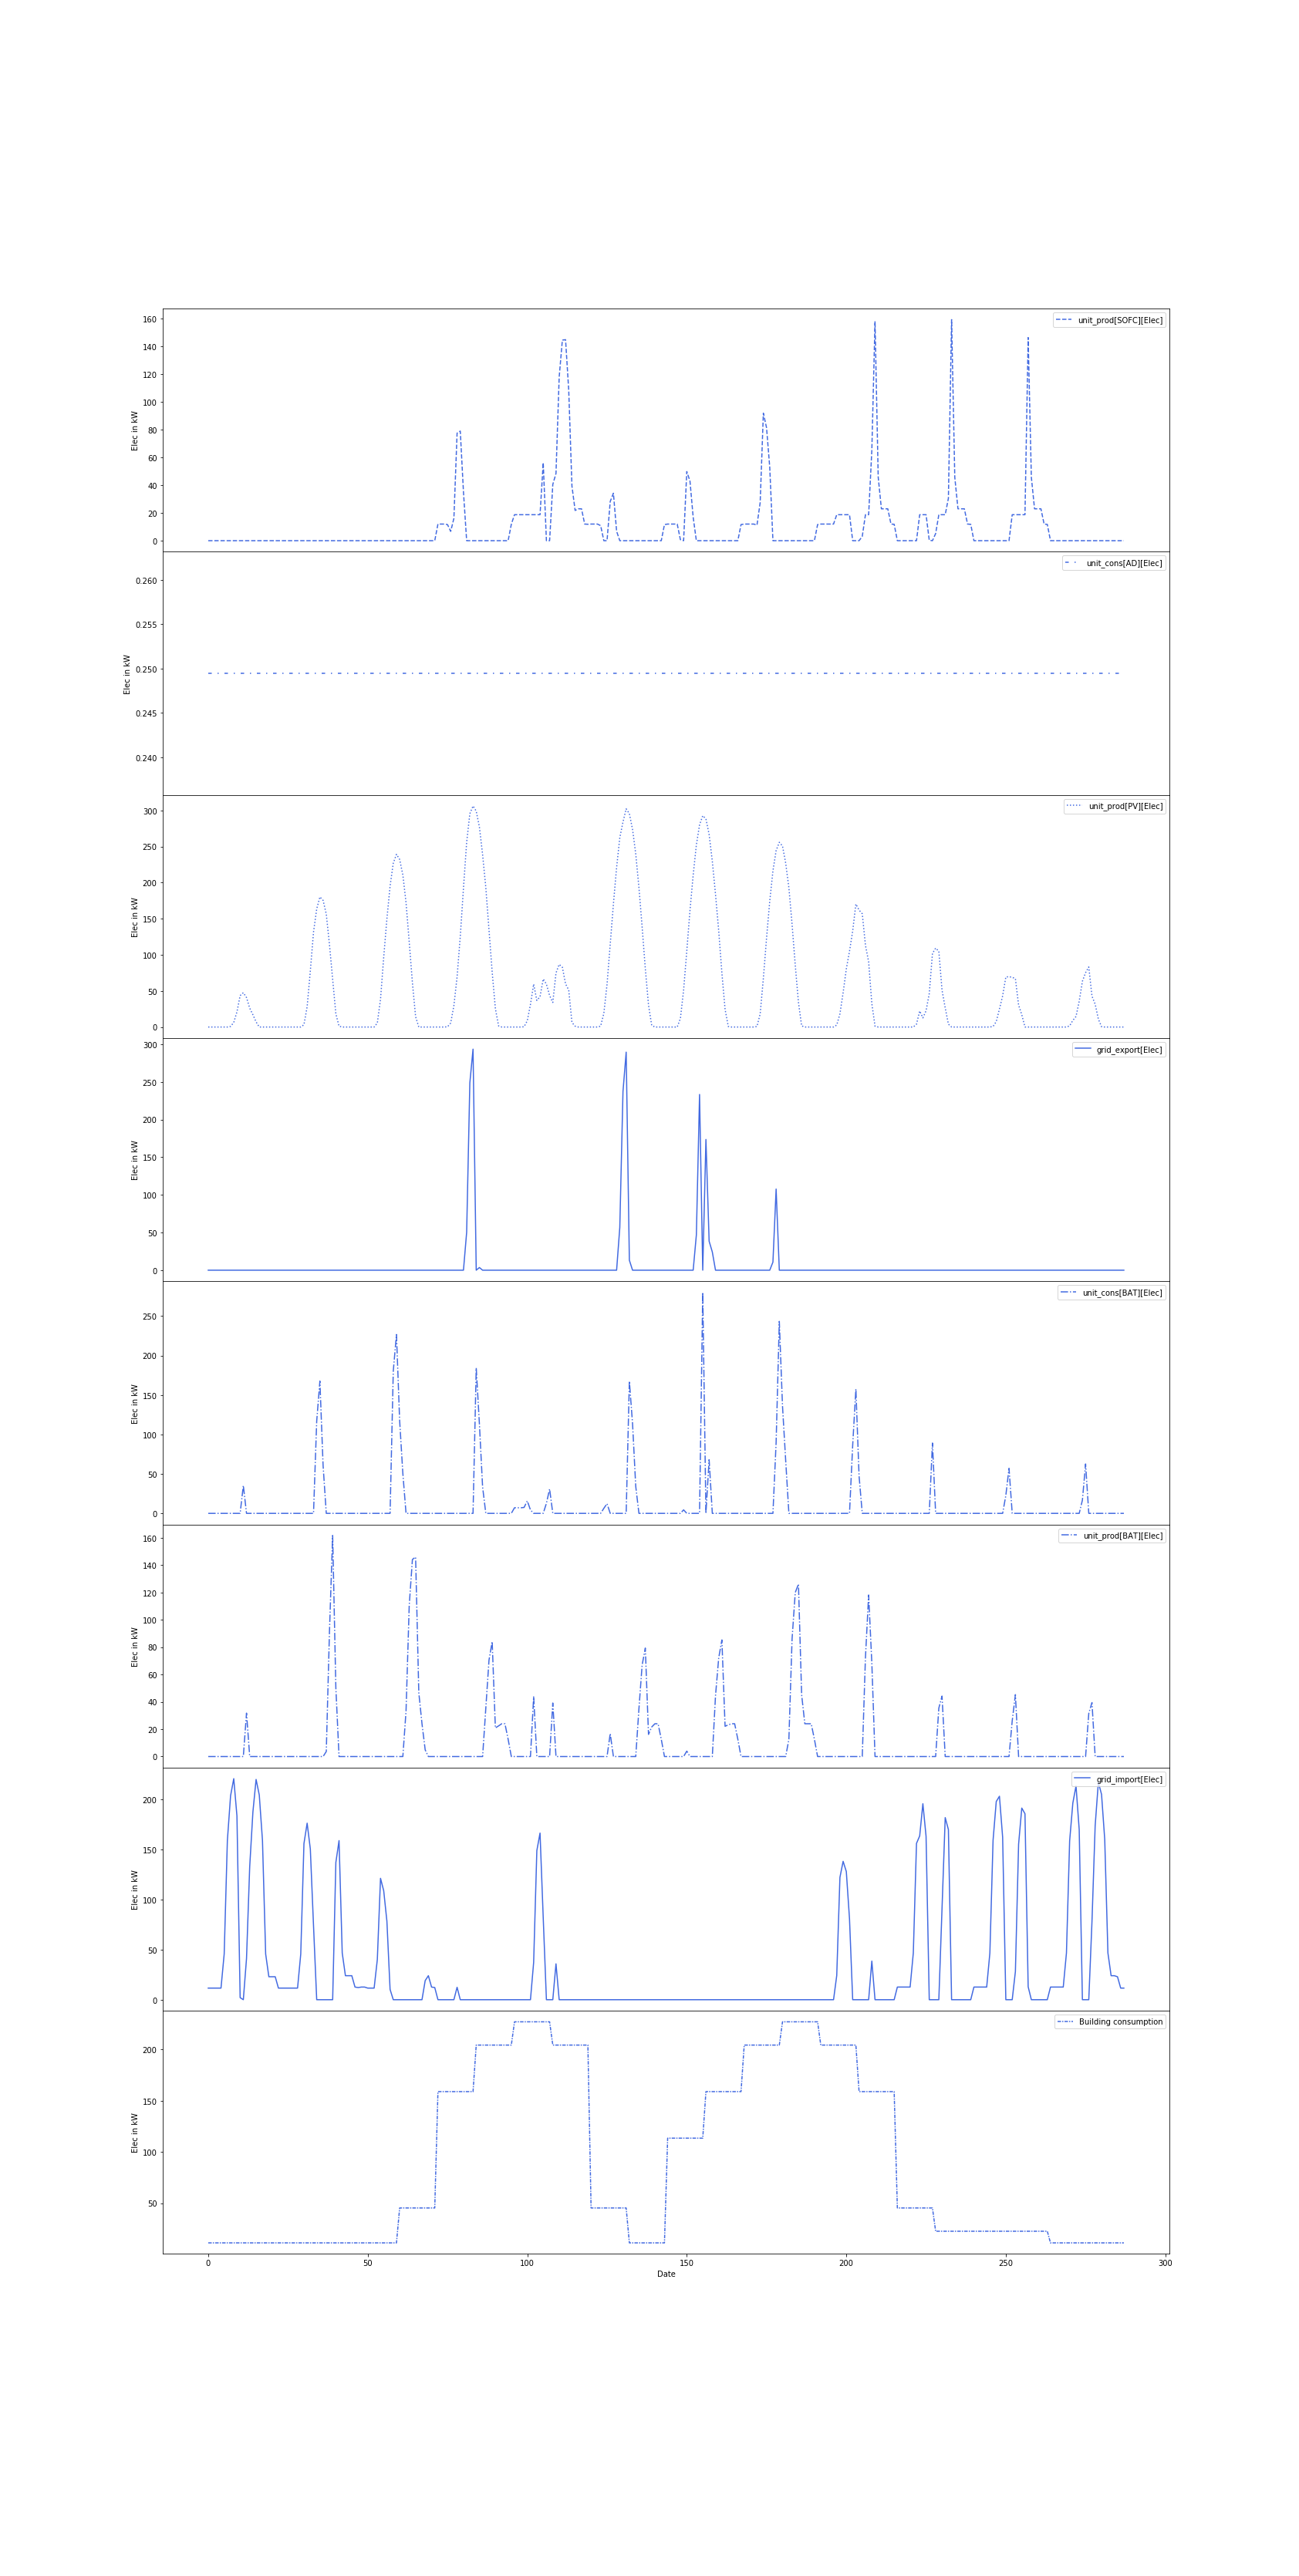 unit_prod[SOFC][Elec]
160
140
120
100
80
60
40
20
0
Elec in kW
unit_cons[AD][Elec]
0.260
0.255
0.250
0.245
0.240
Elec in kW
unit_prod[PV][Elec]
300
250
200
150
100
50
0
Elec in kW
grid_export[Elec]
300
250
200
150
100
50
0
Elec in kW
unit_cons[BAT][Elec]
250
200
150
100
50
0
Elec in kW
unit_prod[BAT][Elec]
160
140
120
100
80
60
40
20
0
Elec in kW
grid_import[Elec]
200
150
100
50
0
Elec in kW
Building consumption
200
150
100
50
Elec in kW
0 50 100 150 200 250 300
Date